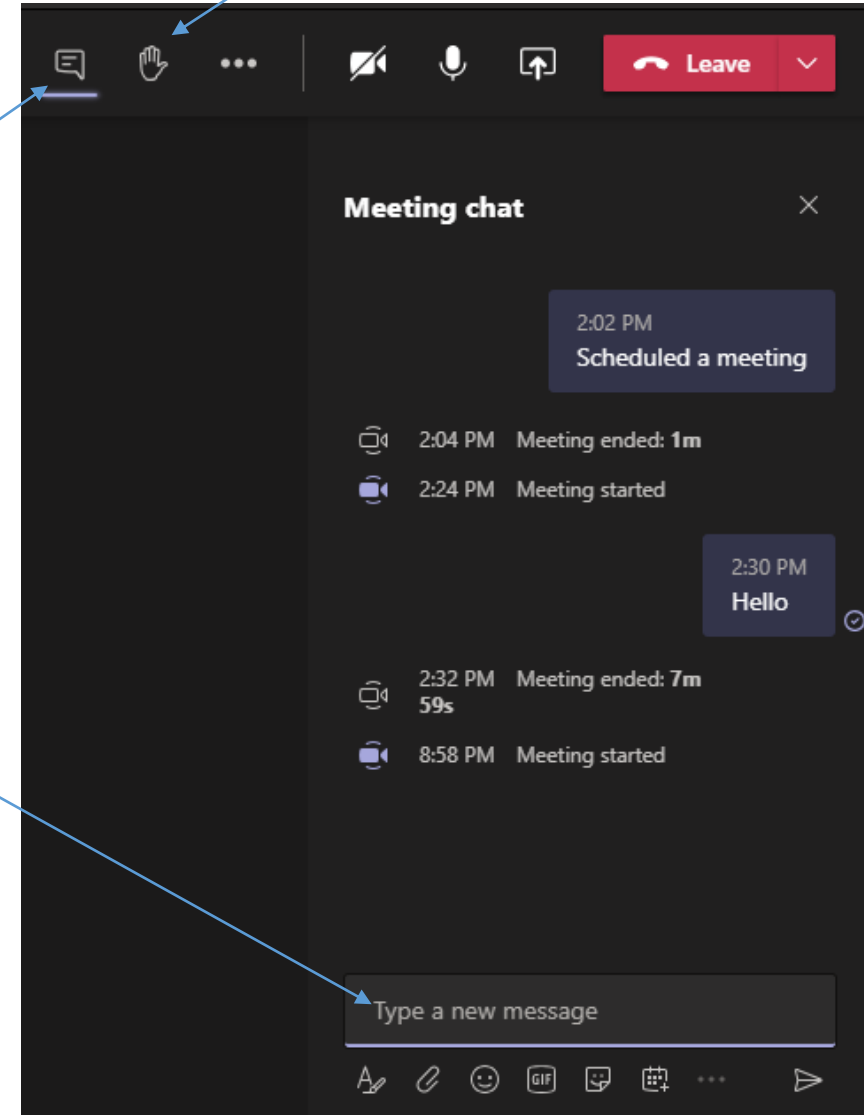 Leave
Meeting chat
2:02 PM
Scheduled a meeting
2:04 PM Meeting ended: 1m
2:24 PM Meeting started
2:30 PM
Hello
2:32 PM Meeting ended: 7m
59s
8:58 PM Meeting started
Type a new message
GIF